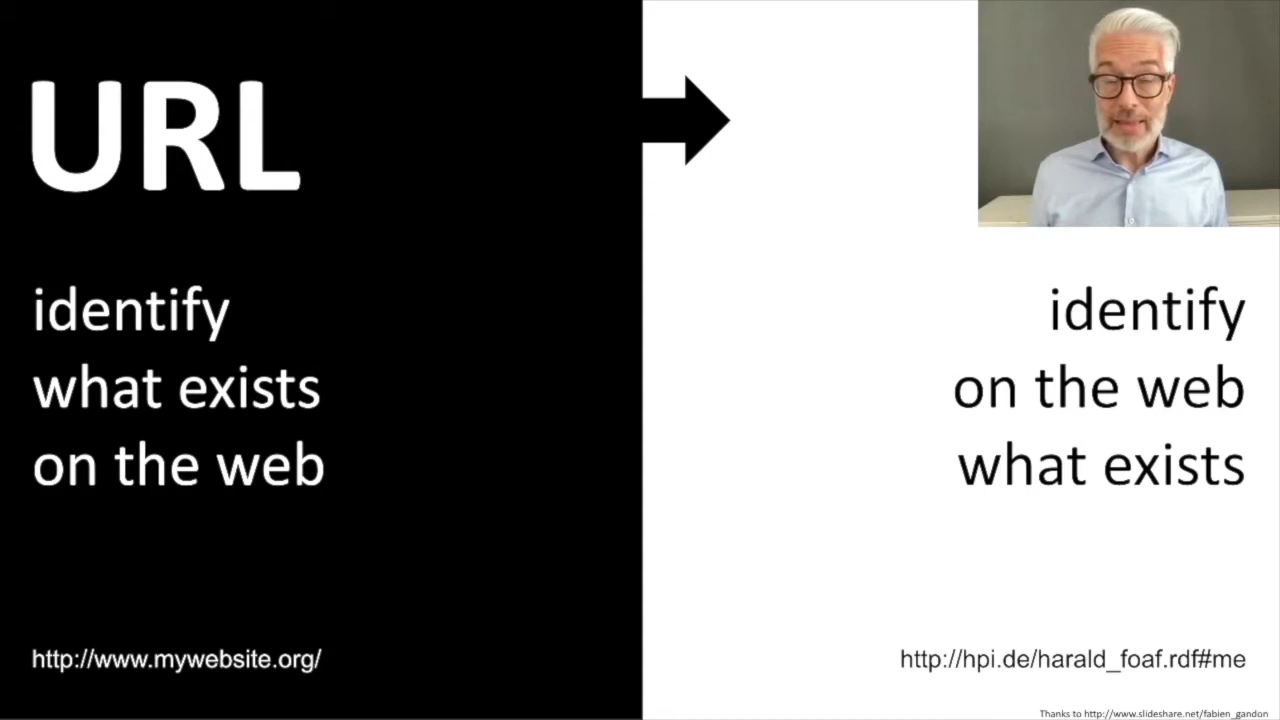 URL
identify
what exists
on the web
http://www.mywebsite.org/
identify
on the web
what exists
http://hpi.de/harald_foaf.rdf#me
Thanks to http://www.slideshare.net/fabien_gandon